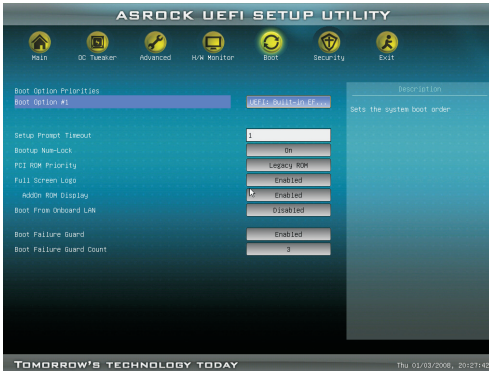 ASROCK UEFI SETUP UTILITY
Main OC Tweaker Advanced H/W Monitor Boot Security Exit
Description
Boot Option Priorities
Boot Option #1 UEFI: Built-in EF...
Sets the system boot order
Setup Prompt Timeout 1
Bootup Num-Lock On
PCI ROM Priority Legacy ROM
Full Screen Logo Enabled
AddOn ROM Display Enabled
Boot From Onboard LAN Disabled
Boot Failure Guard Enabled
Boot Failure Guard Count 3
TOMORROW'S TECHNOLOGY TODAY
Thu 01/03/2008, 20:27:42